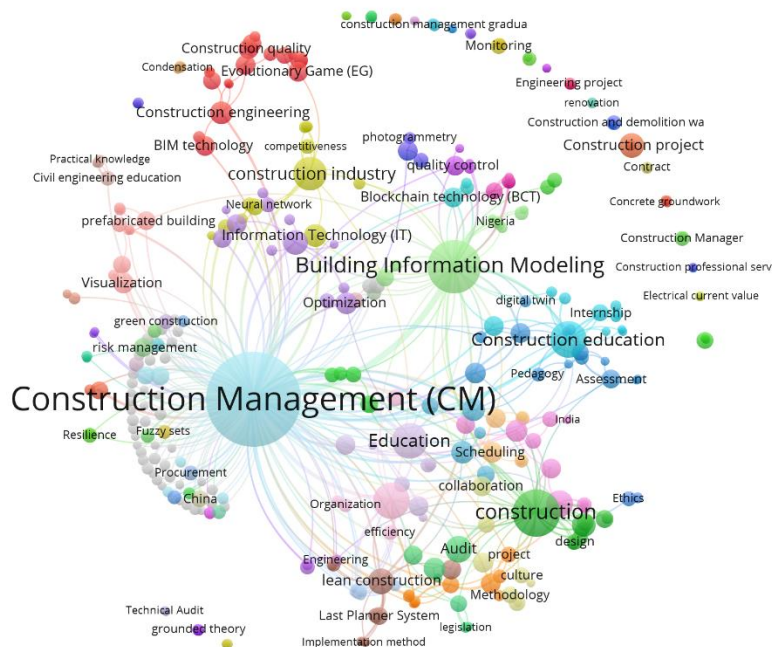 construction management gradua
Construction quality
Monitoring
Condensation
Evolutionary Game (EG)
Engineering project
renovation
Construction engineering
Construction and demolition wa
BIM technology
competitiveness
photogrammetry
Construction project
Practical knowledge
construction industry
quality control
Contract
Civil engineering education
Neural network
Blockchain technology (BCT)
Concrete groundwork
prefabricated building
Information Technology (IT)
Nigeria
Construction Manager
Building Information Modeling
Construction professional serv
Visualization
Optimization
digital twin
Internship
Electrical current value
green construction
Construction education
risk management
Pedagogy
Assessment
Construction Management (CM)
India
Resilience
Fuzzy sets
Education
Scheduling
Procurement
collaboration
China
Organization
construction
Ethics
efficiency
design
Engineering
Audit
project
lean construction
culture
Methodology
Technical Audit
Last Planner System
legislation
grounded theory
Implementation method